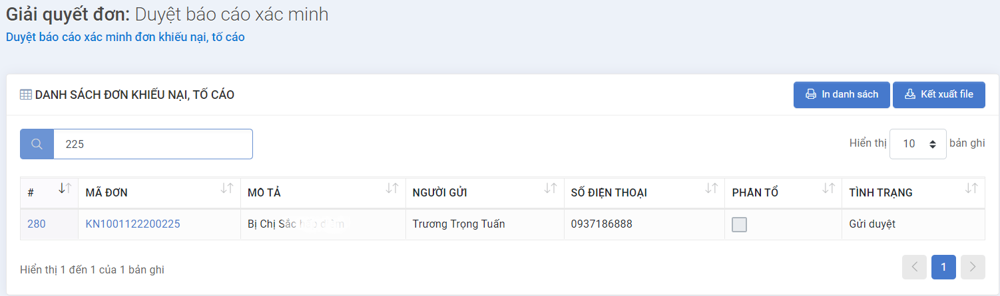 Giải quyết đơn: Duyệt báo cáo xác minh
Duyệt báo cáo xác minh đơn khiếu nại, tố cáo
DANH SÁCH ĐƠN KHIẾU NẠI, TỐ CÁO
In danh sách
Kết xuất file
225
Hiển thị 10 bản ghi
# MÃ ĐƠN MÔ TẢ NGƯỜI GỬI SỐ ĐIỆN THOẠI PHÂN TỔ TÌNH TRẠNG
280 KN1001122200225 Bị Chị Sắc Trương Trọng Tuấn 0937186888 Gửi duyệt
Hiển thị 1 đến 1 của 1 bản ghi
1